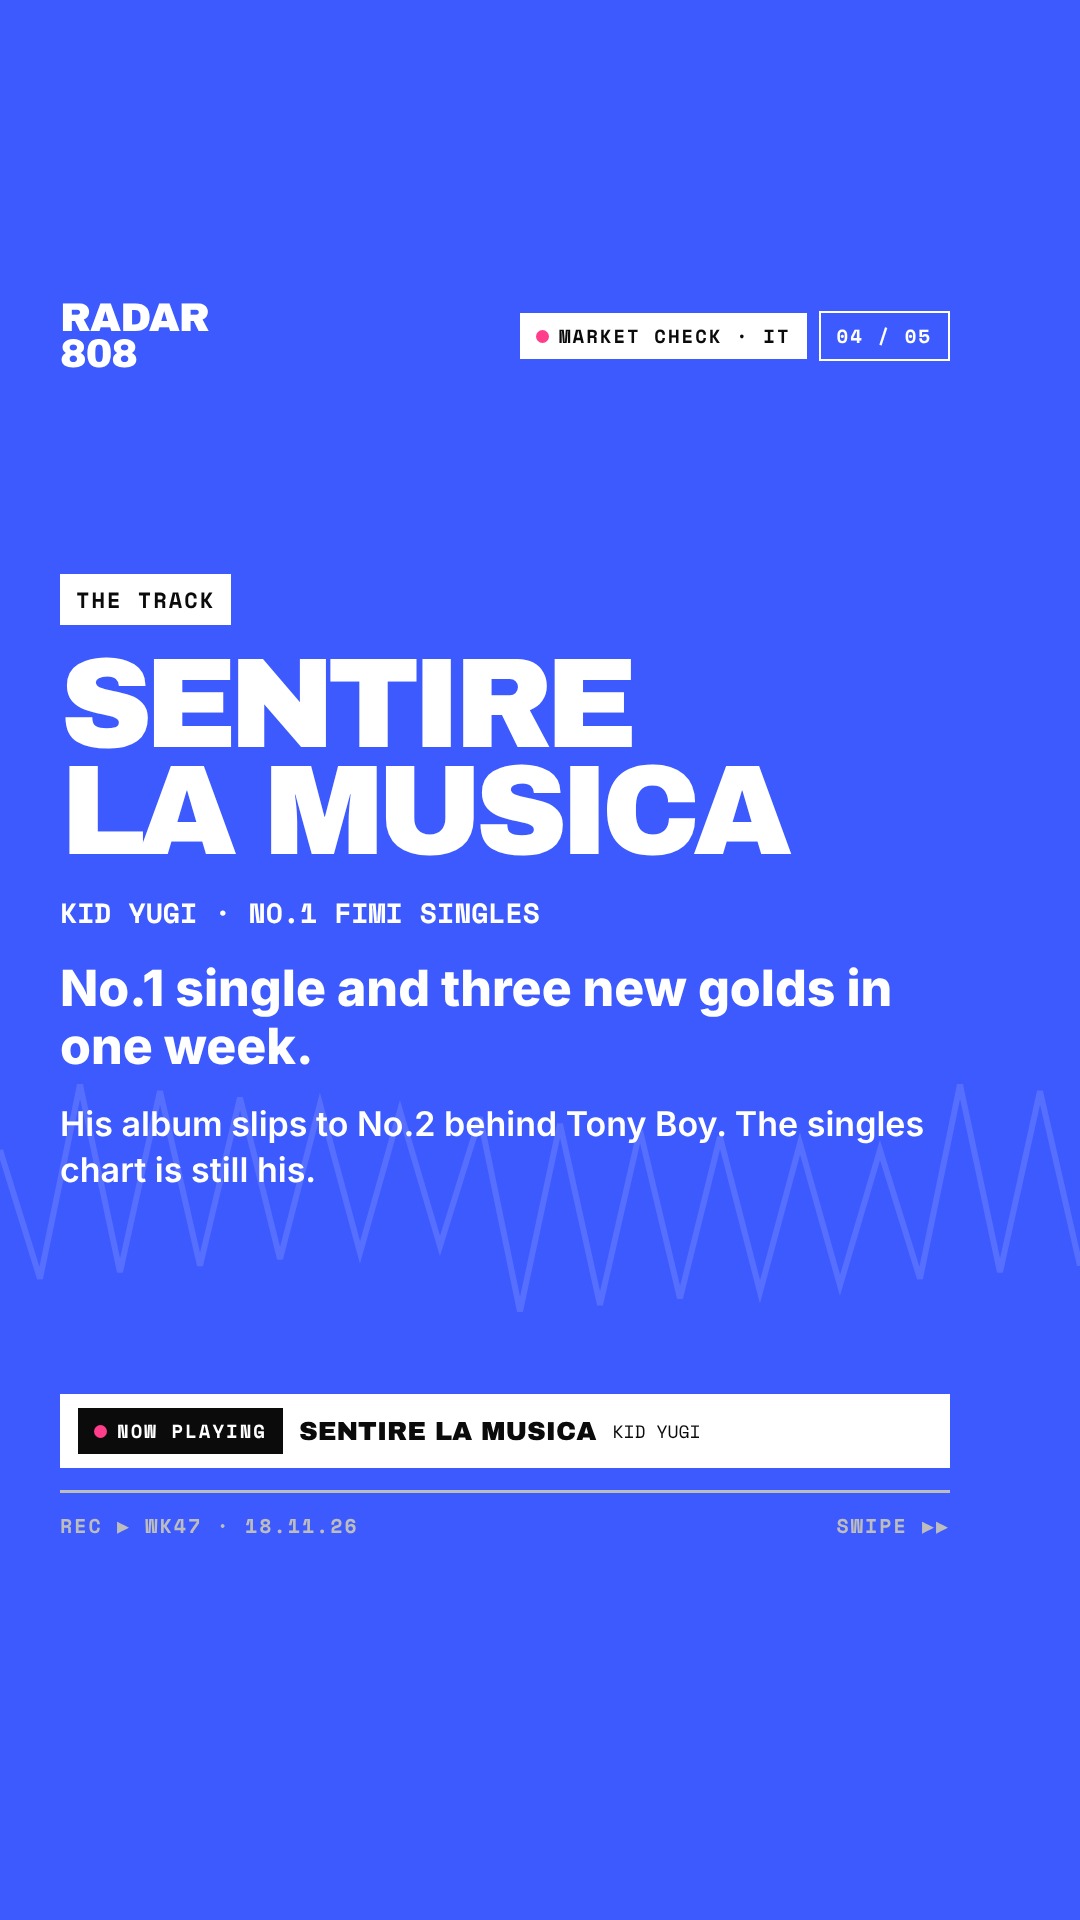 RADAR
808
MARKET CHECK · IT
04 / 05
THE TRACK
SENTIRE
LA MUSICA
KID YUGI · NO.1 FIMI SINGLES
No.1 single and three new golds in
one week.
His album slips to No.2 behind Tony Boy. The singles
chart is still his.
NOW PLAYING SENTIRE LA MUSICA KID YUGI
REC ▶ WK47 · 18.11.26
SWIPE ▶▶